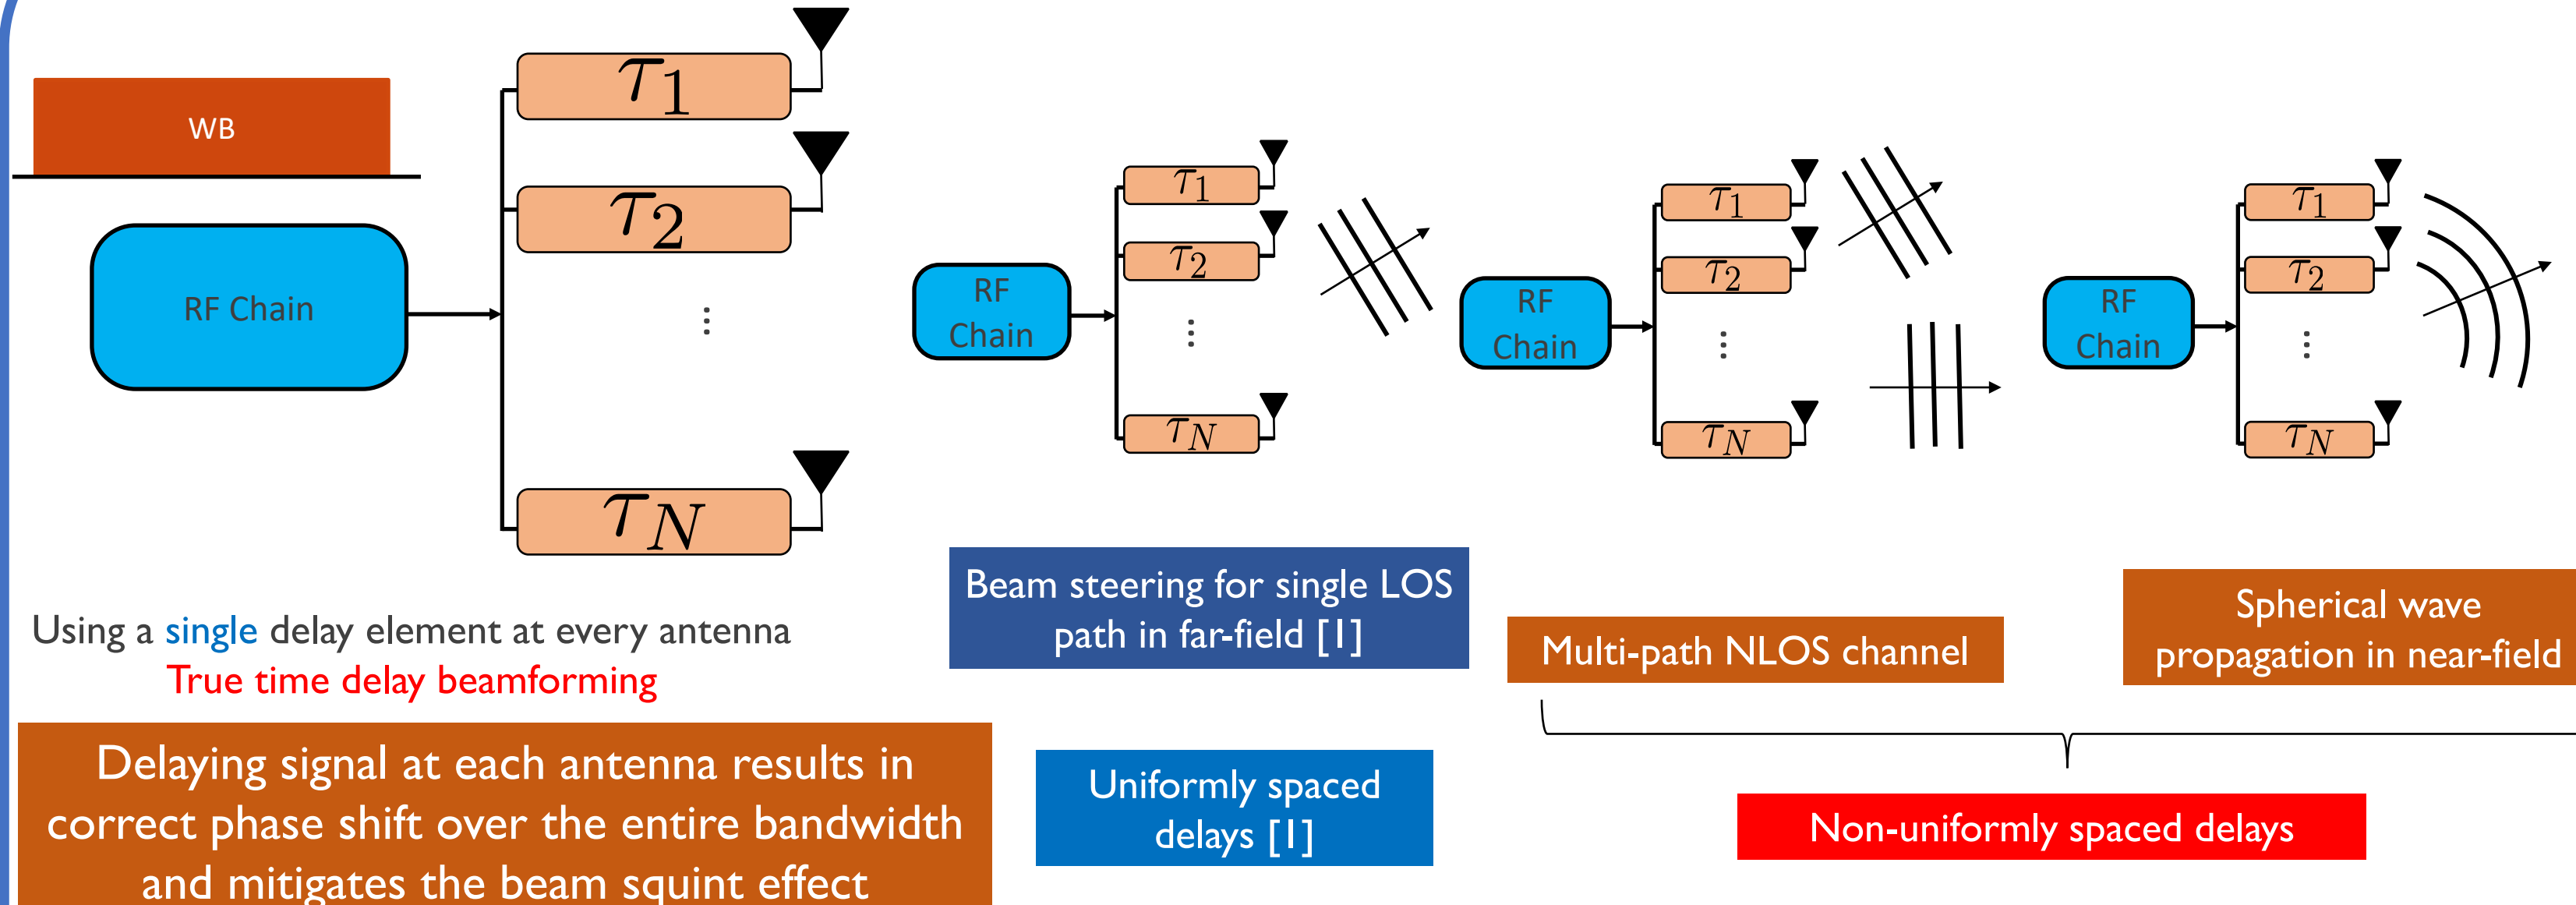 WB
RF Chain
τ1
τ2
⋮
τN
Using a single delay element at every antenna
True time delay beamforming
Delaying signal at each antenna results in
correct phase shift over the entire bandwidth
and mitigates the beam squint effect
RF
Chain
τ1
τ2
⋮
τN
Beam steering for single LOS
path in far-field [1]
Uniformly spaced
delays [1]
RF
Chain
τ1
τ2
⋮
τN
Multi-path NLOS channel
RF
Chain
τ1
τ2
⋮
τN
Spherical wave
propagation in near-field
Non-uniformly spaced delays